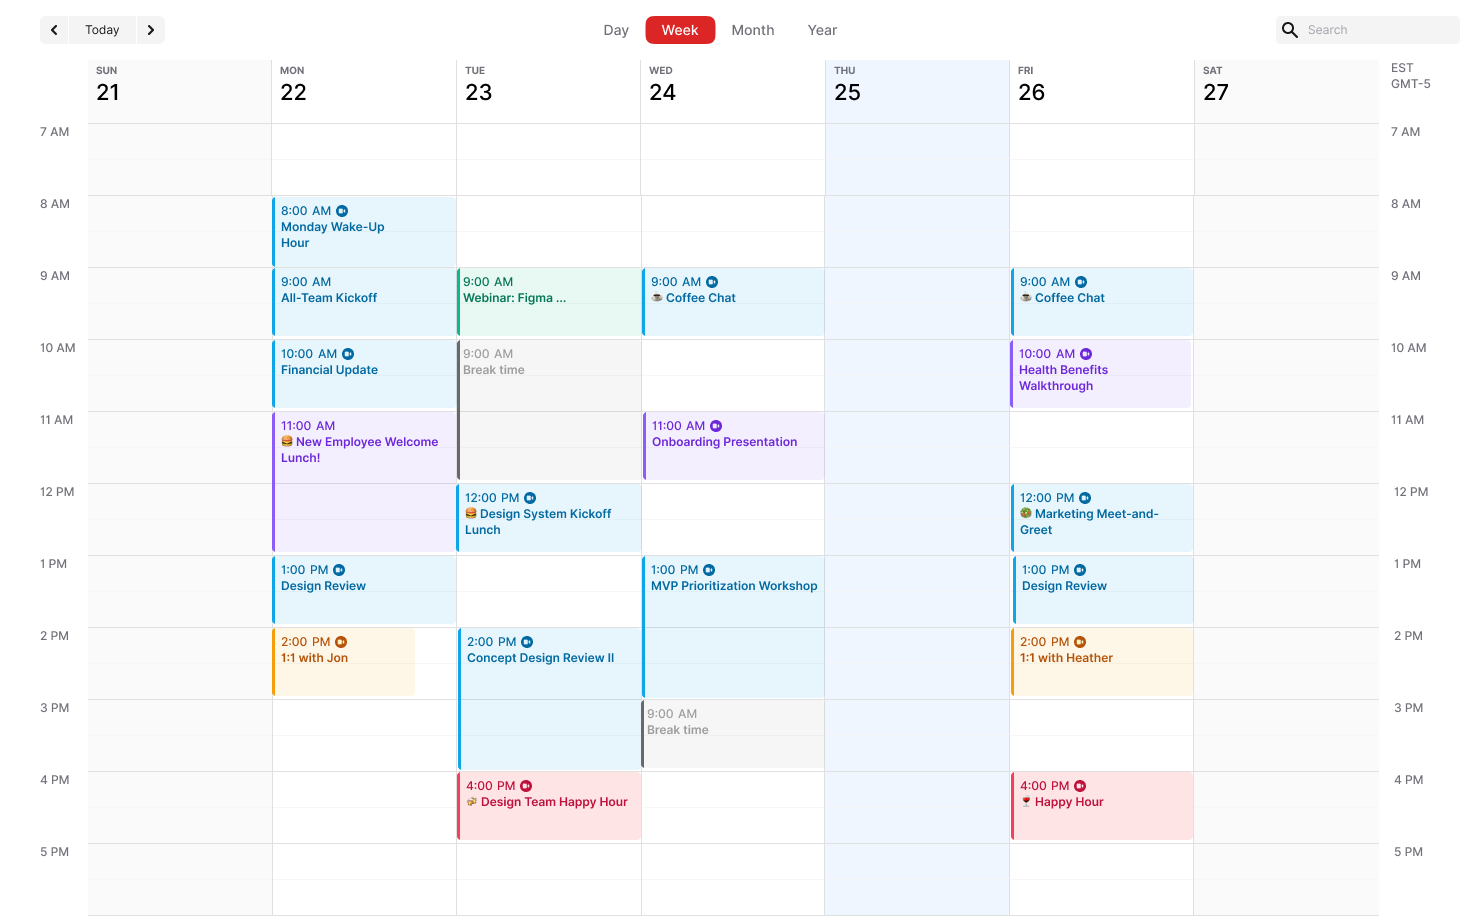 Today
Day Week Month Year
Search
SUN
21
MON
22
TUE
23
WED
24
THU
25
FRI
26
SAT
27
EST
GMT-5
7 AM
7 AM
8 AM
8:00 AM
Monday Wake-Up
Hour
8 AM
9 AM
9:00 AM
All-Team Kickoff
9:00 AM
Webinar: Figma ...
9:00 AM
☕ Coffee Chat
9:00 AM
☕ Coffee Chat
9 AM
10 AM
10:00 AM
Financial Update
9:00 AM
Break time
10:00 AM
Health Benefits
Walkthrough
10 AM
11 AM
11:00 AM
🍔 New Employee Welcome
Lunch!
11:00 AM
Onboarding Presentation
11 AM
12 PM
12:00 PM
🍔 Design System Kickoff
Lunch
12:00 PM
🥗 Marketing Meet-and-
Greet
12 PM
1 PM
1:00 PM
Design Review
1:00 PM
MVP Prioritization Workshop
1:00 PM
Design Review
1 PM
2 PM
2:00 PM
1:1 with Jon
2:00 PM
Concept Design Review II
2:00 PM
1:1 with Heather
2 PM
3 PM
9:00 AM
Break time
3 PM
4 PM
4:00 PM
🍻 Design Team Happy Hour
4:00 PM
🍷 Happy Hour
4 PM
5 PM
5 PM